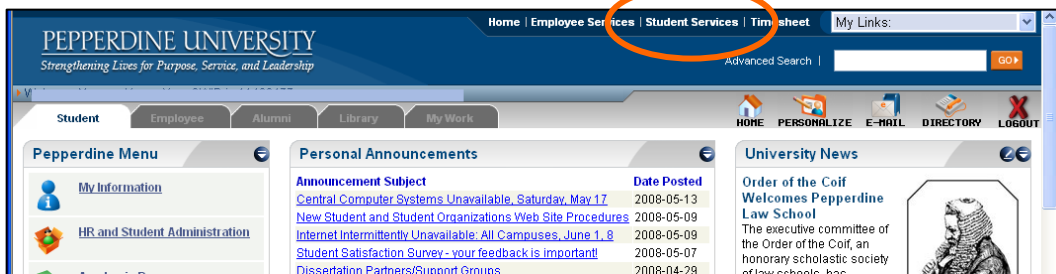 Home | Employee Services | Student Services | Timesheet
My Links:
PEPPERDINE UNIVERSITY
Strengthening Lives for Purpose, Service, and Leadership
Advanced Search |
GO
Student
Employee
Alumni
Library
My Work
HOME
PERSONALIZE
E-MAIL
DIRECTORY
LOGOUT
Pepperdine Menu
My Information
HR and Student Administration
Personal Announcements
Announcement Subject Date Posted
Central Computer Systems Unavailable, Saturday, May 17 2008-05-13
New Student and Student Organizations Web Site Procedures 2008-05-09
Internet Intermittently Unavailable: All Campuses, June 1, 8 2008-05-09
Student Satisfaction Survey - your feedback is important! 2008-05-07
Dissertation Partners/Support Groups 2008-04-29
University News
Order of the Coif
Welcomes Pepperdine
Law School
The executive committee of
the Order of the Coif, an
honorary scholastic society
of law schools, has